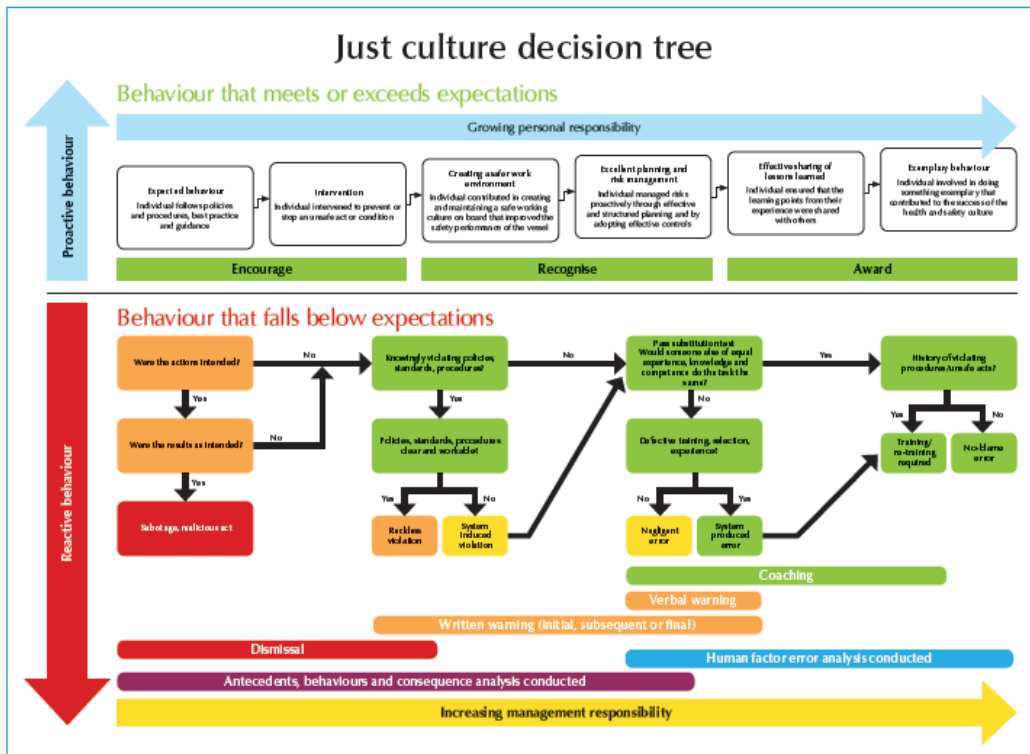 Just culture decision tree
Proactive behaviour
Behaviour that meets or exceeds expectations
Growing personal responsibility
Expected behaviour
Individual follows policies
and procedures, best practice
and guidance
Intervention
Individual intervened to prevent or
stop an unsafe act or condition
Creating a safer work
environment
Individual contributed in creating
and maintaining a safe working
culture on board that improved the
safety performance of the vessel
Excellent planning and
risk management
Individual managed risks
proactively through effective
and structured planning and by
adopting effective controls
Effective sharing of
lessons learned
Individual ensured that the
learning points from their
experience were shared
with others
Exemplary behaviour
Individual involved in doing
something exemplary that
contributed to the success of the
health and safety culture
Encourage
Recognise
Award
Reactive behaviour
Behaviour that falls below expectations
Were the actions intended?
No
Knowingly violating policies,
standards, procedures?
No
Pass substitution test
Would someone else of equal
experience, knowledge and
competence do the task the
same?
Yes
History of violating
procedures/unsafe acts?
Yes
Yes
No
Yes
No
Were the results as intended?
No
Policies, standards, procedures
clear and workable?
Defective training, selection,
experience?
Training/
re-training
required
No-blame
error
Yes
Yes
No
No
Yes
Sabotage, malicious act
Reckless
violation
System
Induced
violation
Negligent
error
System
produced
error
Coaching
Verbal warning
Written warning (initial, subsequent or final)
Dismissal
Human factor error analysis conducted
Antecedents, behaviours and consequence analysis conducted
Increasing management responsibility